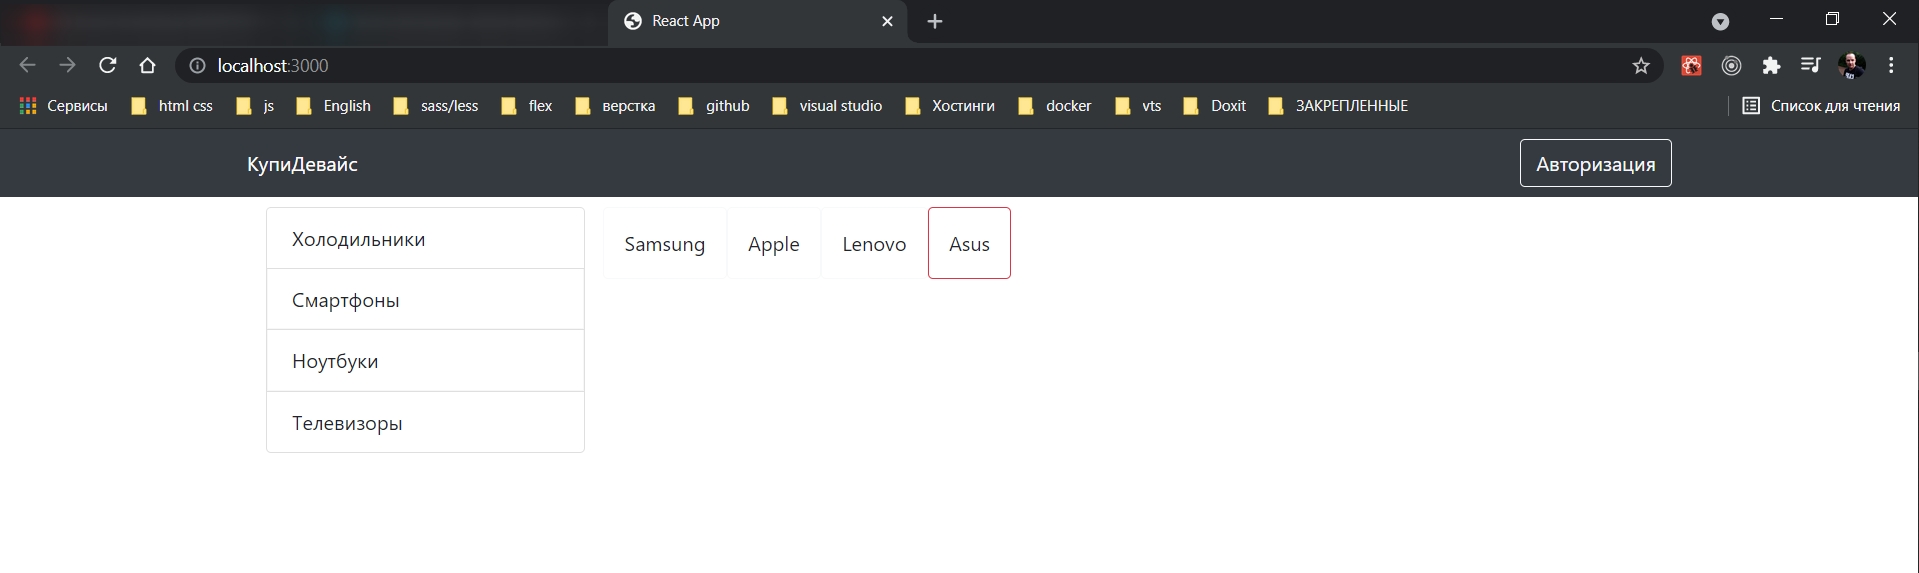 React App
localhost:3000
Сервисы html css js English sass/less flex верстка github visual studio Хостинги docker vts Doxit ЗАКРЕПЛЕННЫЕ Список для чтения
КупиДевайс Авторизация
Холодильники
Смартфоны
Ноутбуки
Телевизоры
Samsung Apple Lenovo Asus